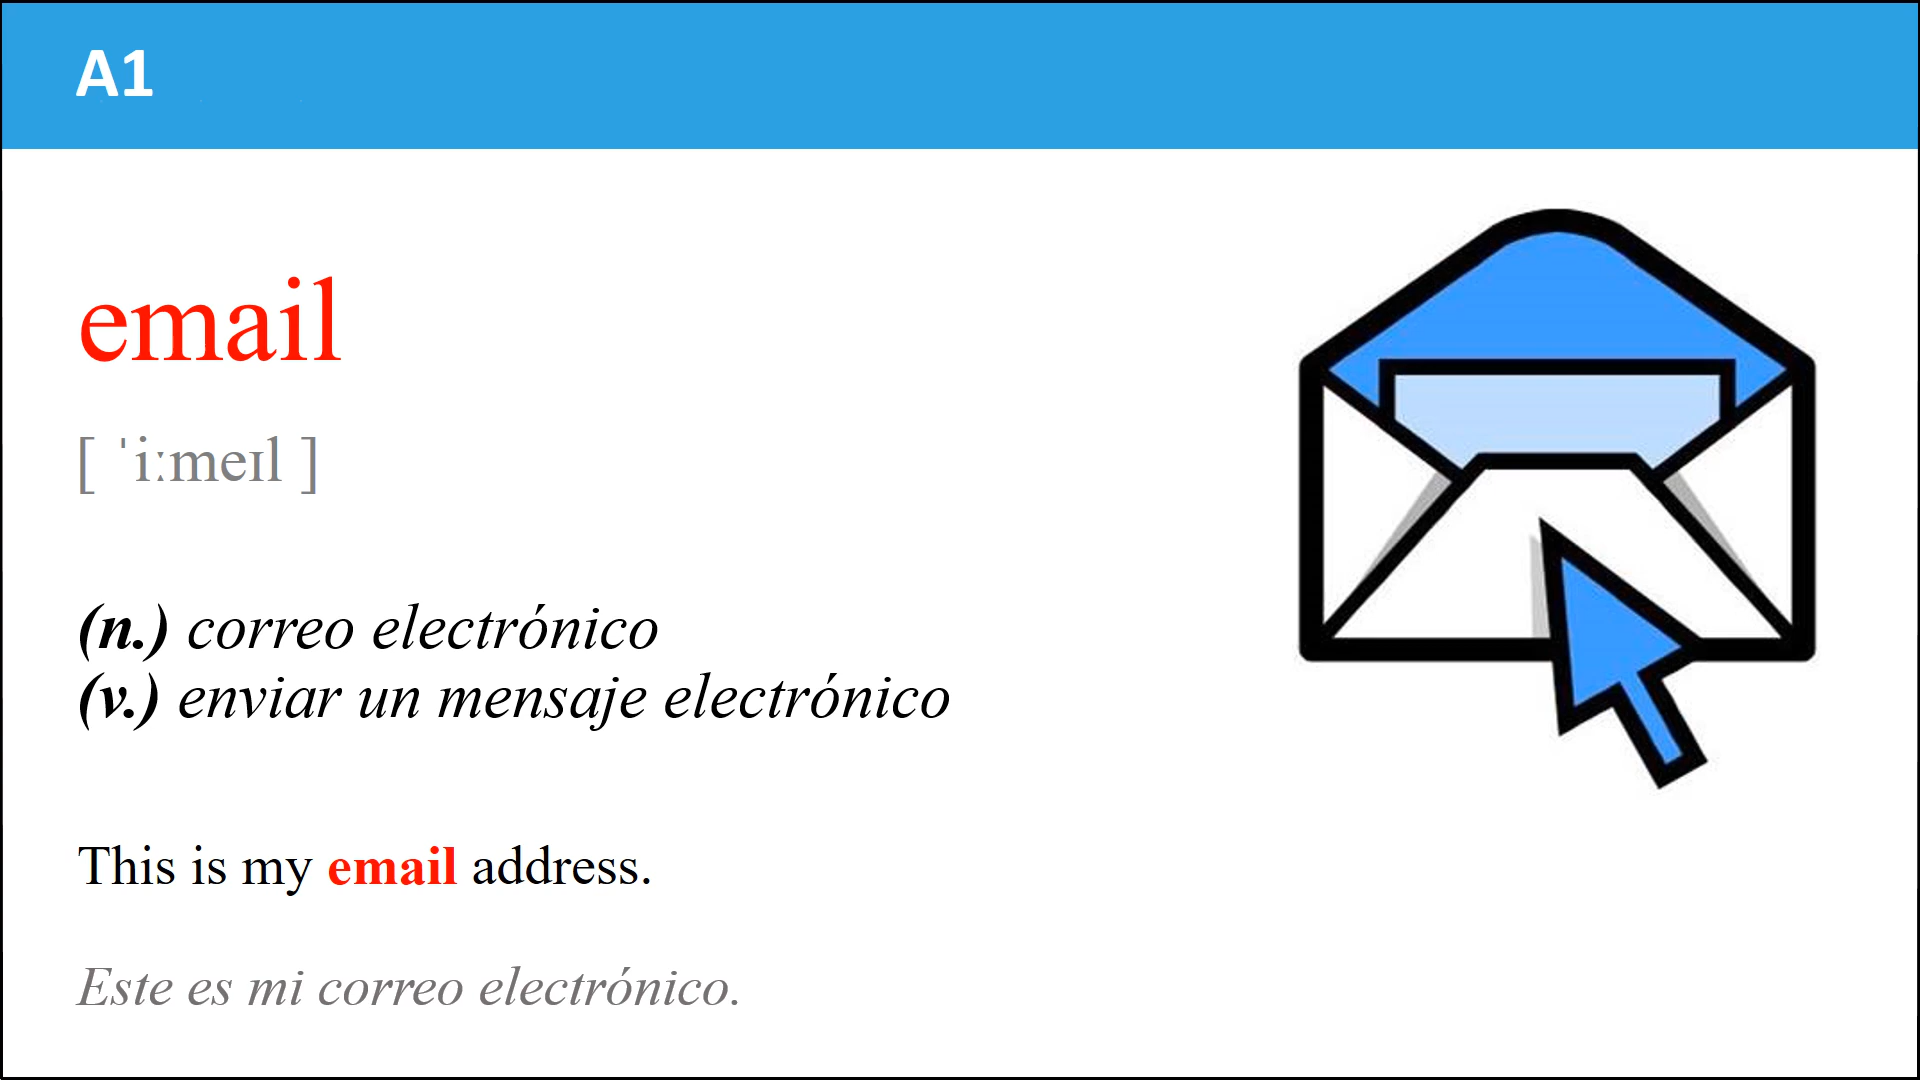 A1
email
[ ˈiːmeɪl ]
(n.) correo electrónico
(v.) enviar un mensaje electrónico
This is my email address.
Este es mi correo electrónico.